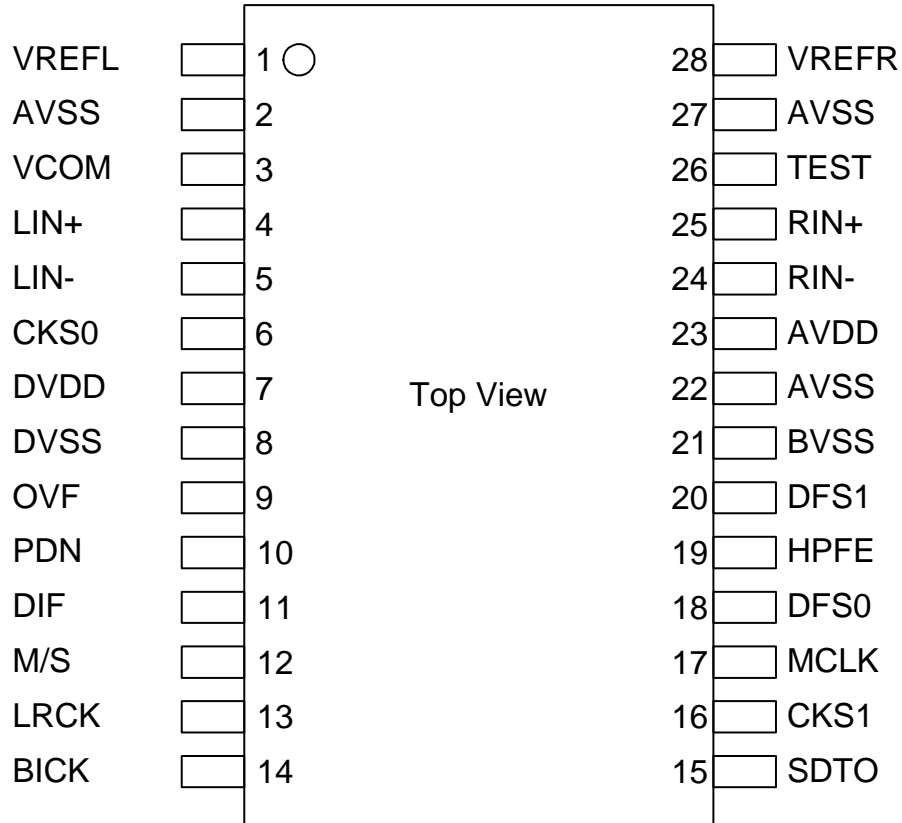 VREFL 1 28 VREFR
AVSS 2 27 AVSS
VCOM 3 26 TEST
LIN+ 4 25 RIN+
LIN- 5 24 RIN-
CKS0 6 23 AVDD
DVDD 7 Top View 22 AVSS
DVSS 8 21 BVSS
OVF 9 20 DFS1
PDN 10 19 HPFE
DIF 11 18 DFS0
M/S 12 17 MCLK
LRCK 13 16 CKS1
BICK 14 15 SDTO